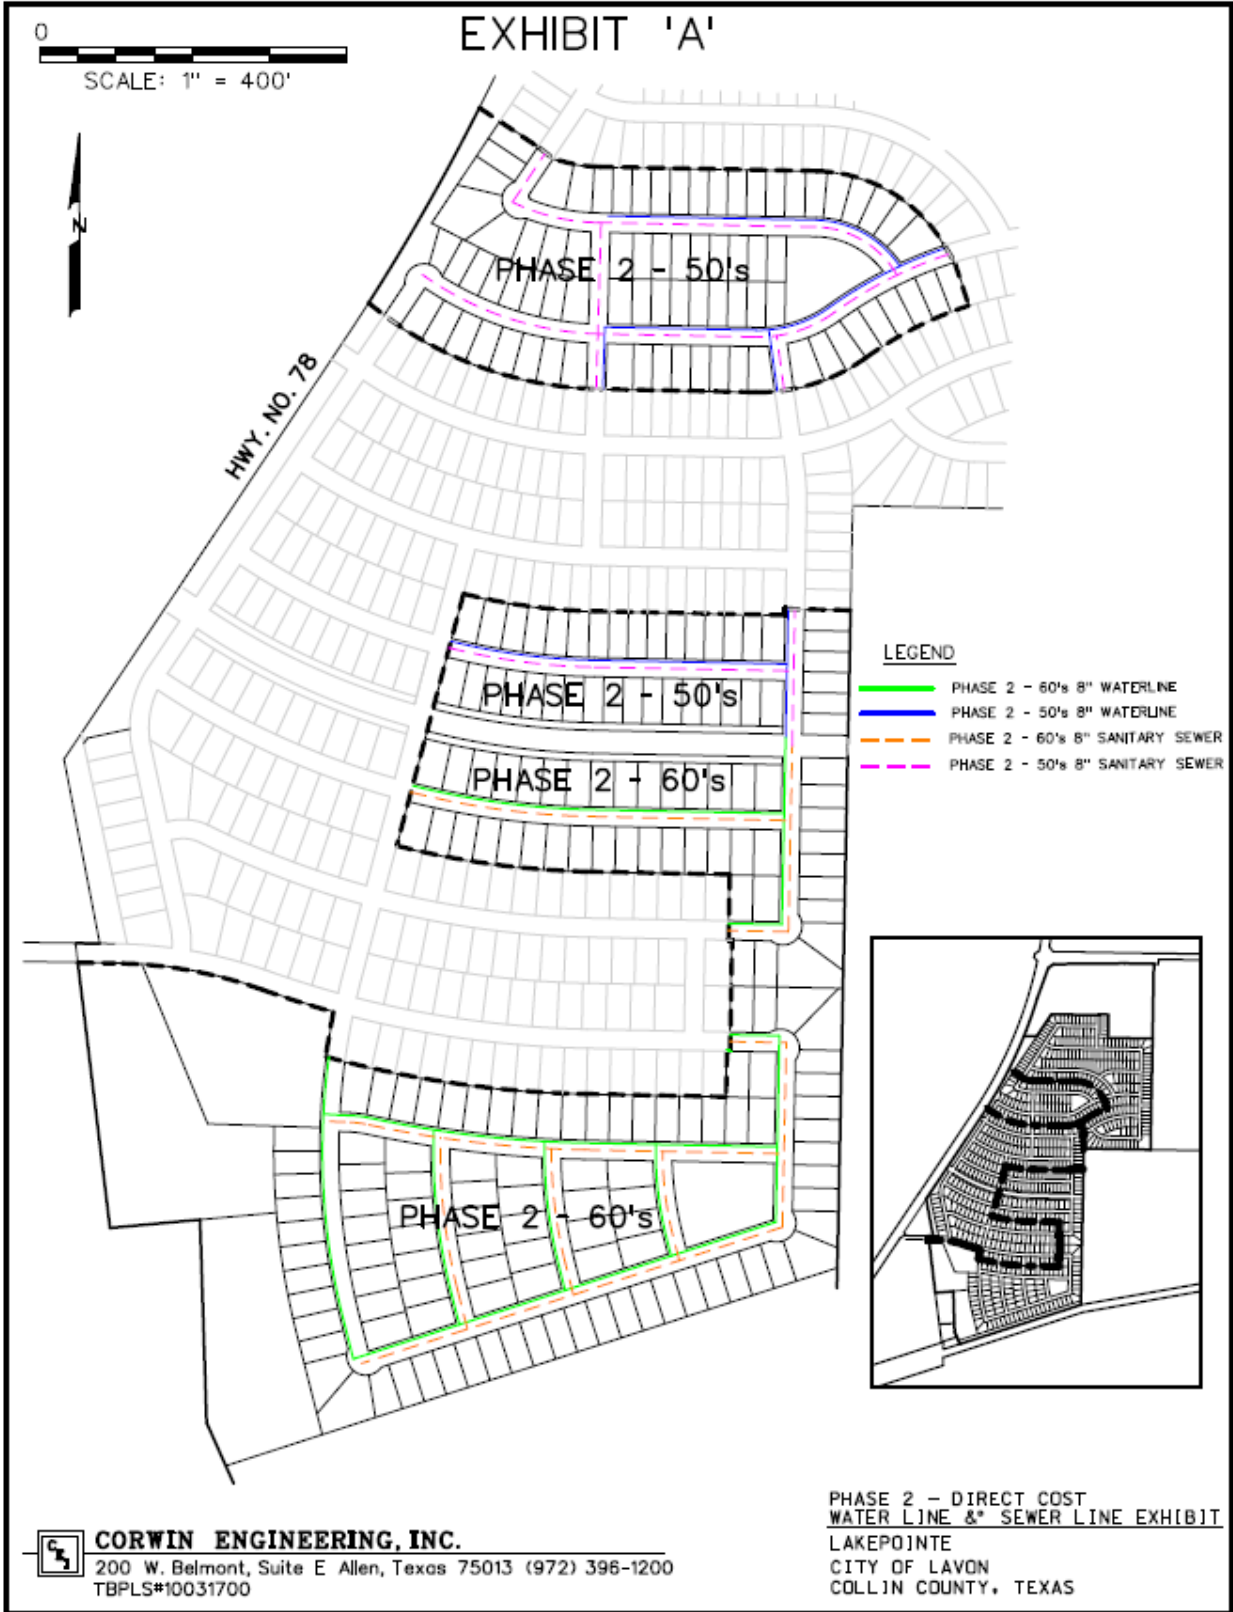 EXHIBIT 'A'
0
SCALE: 1" = 400'
N
PHASE 2 - 50's
HWY. NO. 78
PHASE 2 - 50's
PHASE 2 - 60's
PHASE 2 - 60's
LEGEND
PHASE 2 - 60's 8" WATERLINE
PHASE 2 - 50's 8" WATERLINE
PHASE 2 - 60's 8" SANITARY SEWER
PHASE 2 - 50's 8" SANITARY SEWER
CEI
CORWIN ENGINEERING, INC.
200 W. Belmont, Suite E Allen, Texas 75013 (972) 396-1200
TBPLS#10031700
PHASE 2 - DIRECT COST
WATER LINE &" SEWER LINE EXHIBIT
LAKEPOINTE
CITY OF LAVON
COLLIN COUNTY, TEXAS